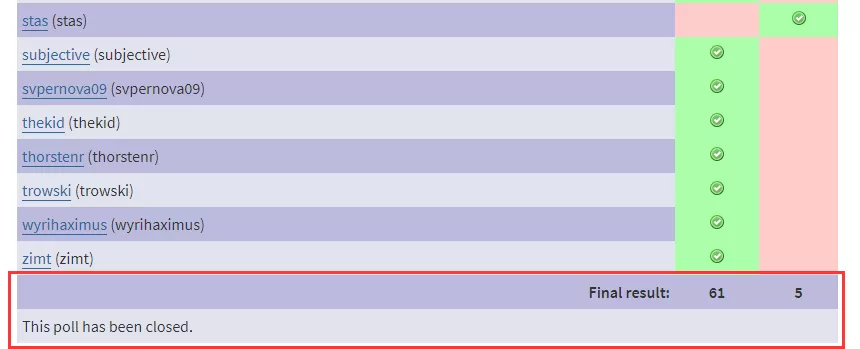 stas (stas)
subjective (subjective)
svpernova09 (svpernova09)
thekid (thekid)
thorstenr (thorstenr)
trowski (trowski)
wyrihaximus (wyrihaximus)
zimt (zimt)
Final result: 61 5
This poll has been closed.